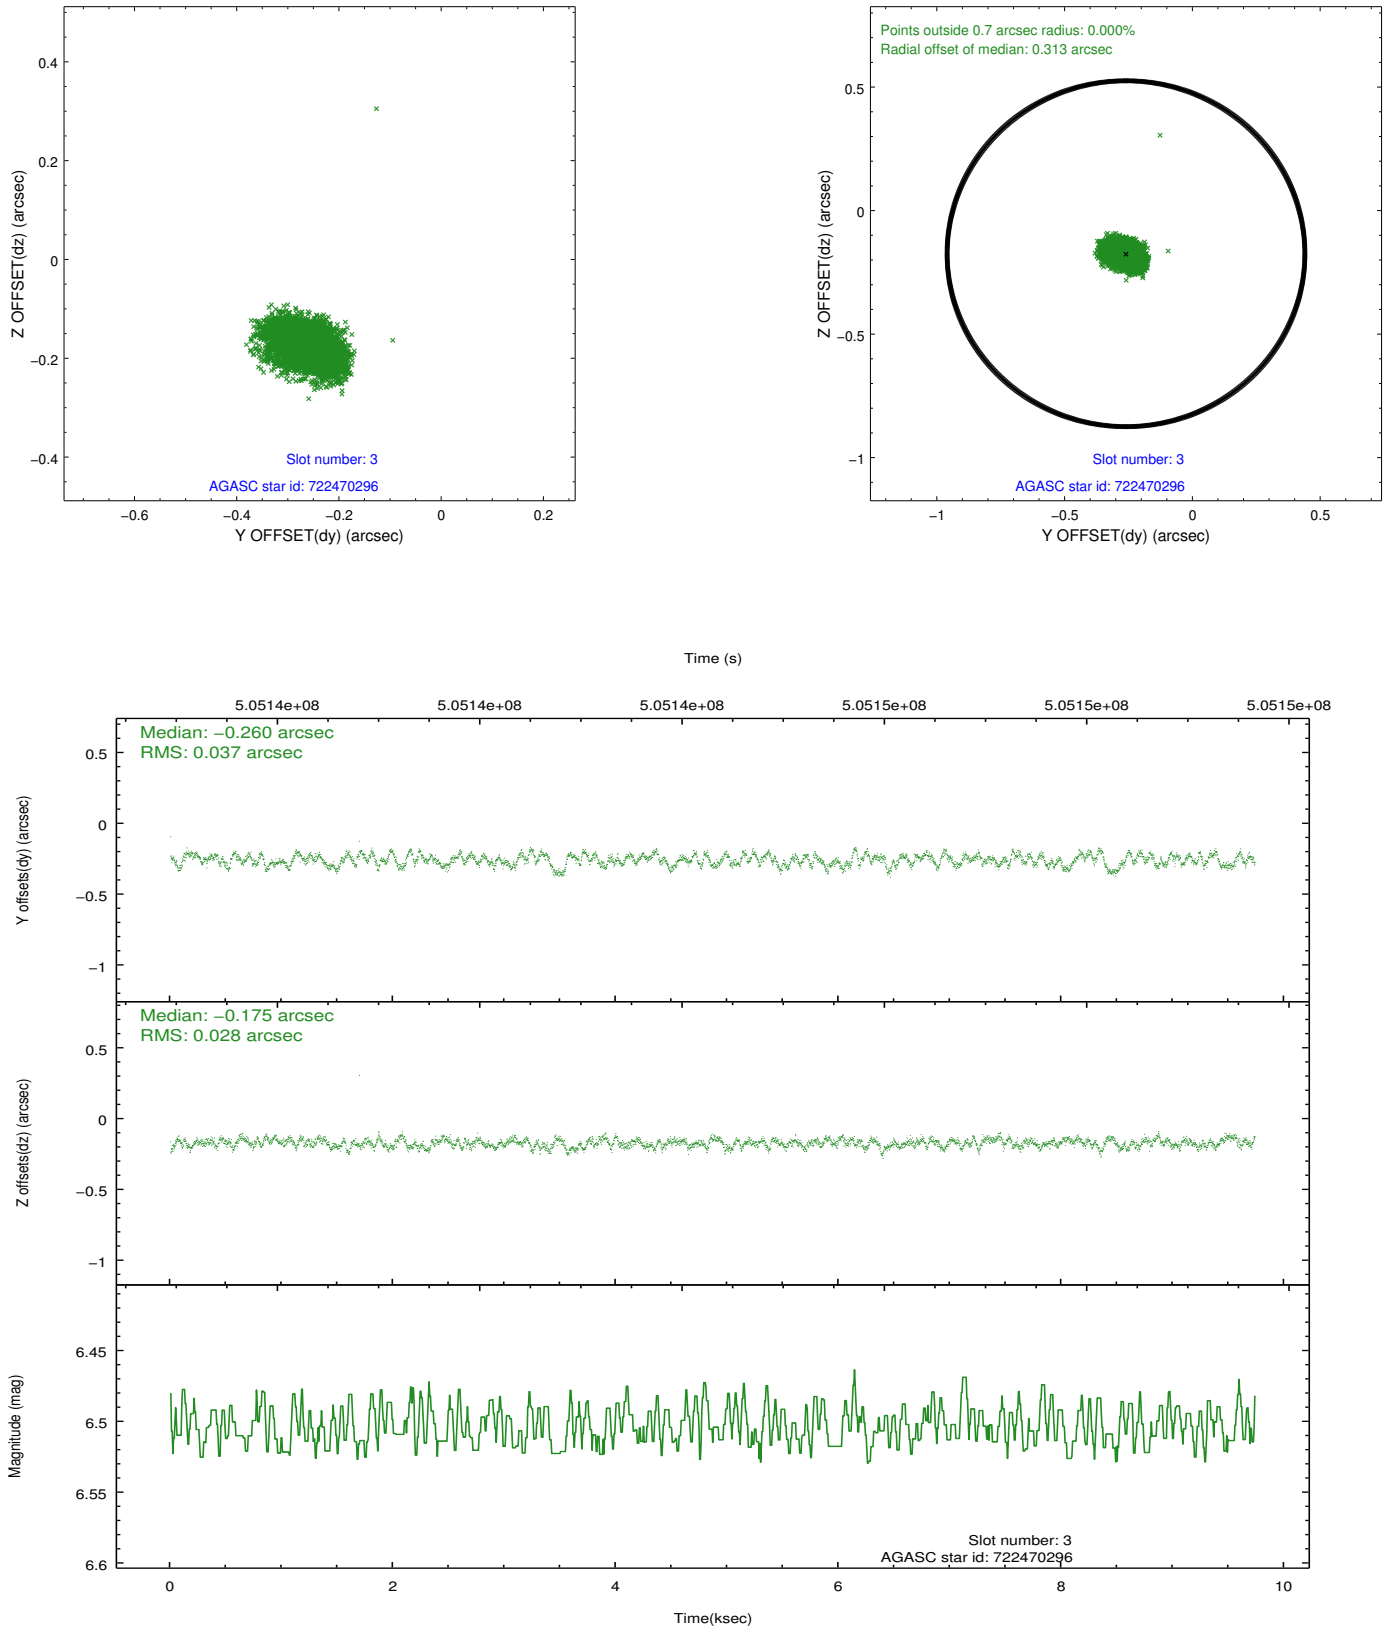 0.4
0.2
0
−0.2
−0.4
Z OFFSET(dz) (arcsec)
Slot number: 3
AGASC star id: 722470296
−0.6 −0.4 −0.2 0 0.2
Y OFFSET(dy) (arcsec)
Points outside 0.7 arcsec radius: 0.000%
Radial offset of median: 0.313 arcsec
0.5
0
−0.5
−1
Z OFFSET(dz) (arcsec)
Slot number: 3
AGASC star id: 722470296
−1 −0.5 0 0.5
Y OFFSET(dy) (arcsec)
Time (s)
5.0514e+08 5.0514e+08 5.0514e+08 5.0515e+08 5.0515e+08 5.0515e+08
Median: −0.260 arcsec
RMS: 0.037 arcsec
0.5
0
−0.5
−1
Y offsets(dy) (arcsec)
Median: −0.175 arcsec
RMS: 0.028 arcsec
0.5
0
−0.5
−1
Z offsets(dz) (arcsec)
6.45
6.5
6.55
6.6
Magnitude (mag)
Slot number: 3
AGASC star id: 722470296
0 2 4 6 8 10
Time(ksec)